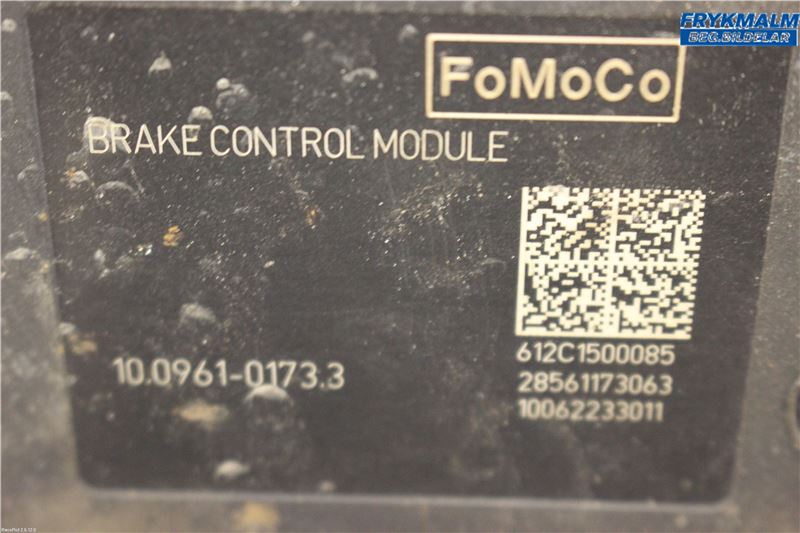 FRYKMALM
BEG.BILDELAR
FoMoCo
BRAKE CONTROL MODULE
612C1500085
10.0961-0173.3
28561173063
10062233011